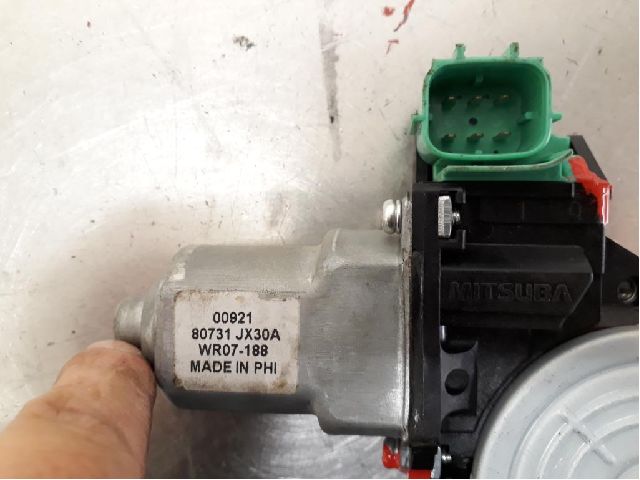 00921
80731 JX30A
WR07-188
MADE IN PHI
MITSUBA